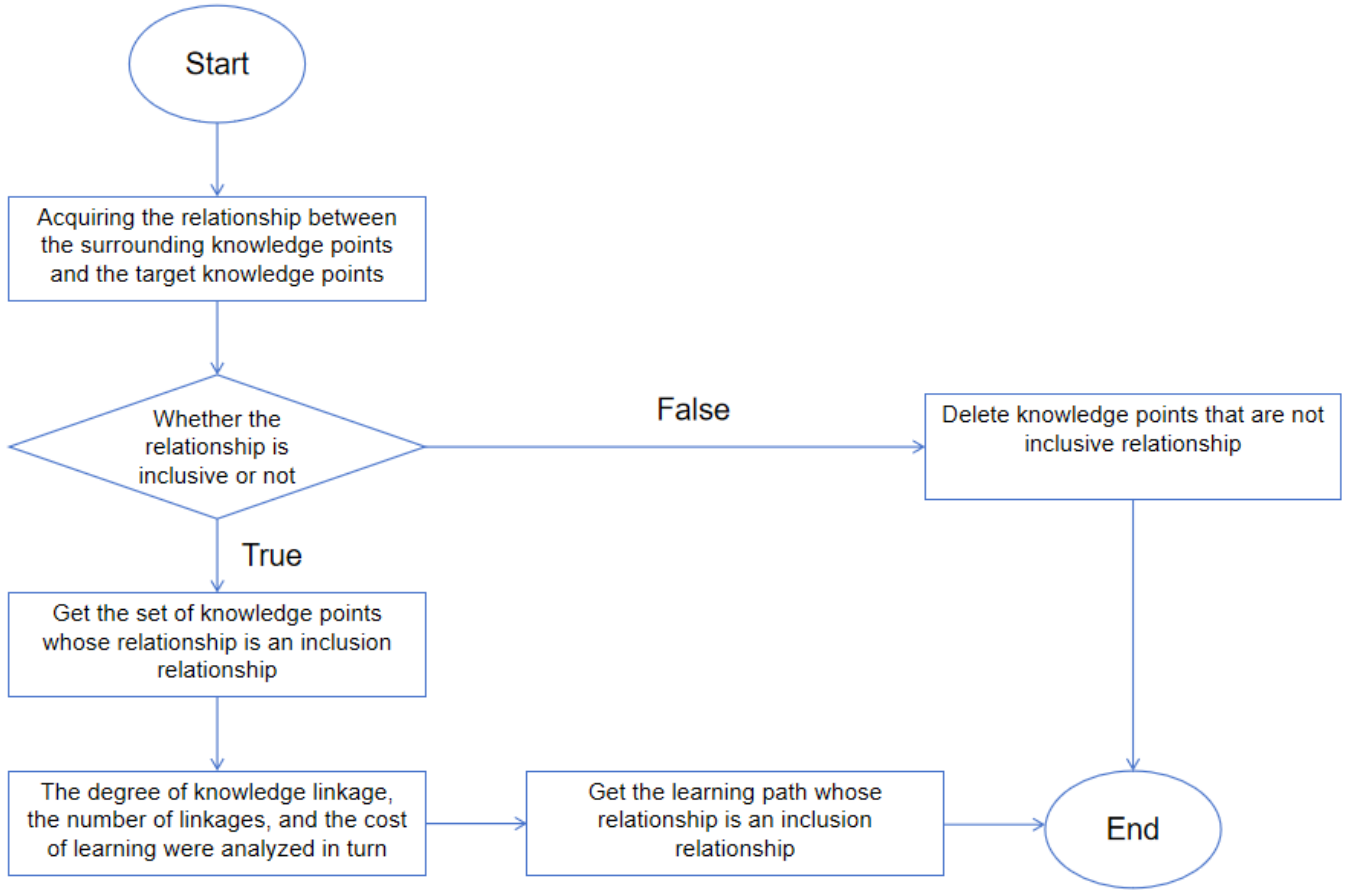 Start
Acquiring the relationship between
the surrounding knowledge points
and the target knowledge points
Whether the
relationship is
inclusive or not
False
Delete knowledge points that are not
inclusive relationship
True
Get the set of knowledge points
whose relationship is an inclusion
relationship
The degree of knowledge linkage,
the number of linkages, and the cost
of learning were analyzed in turn
Get the learning path whose
relationship is an inclusion
relationship
End